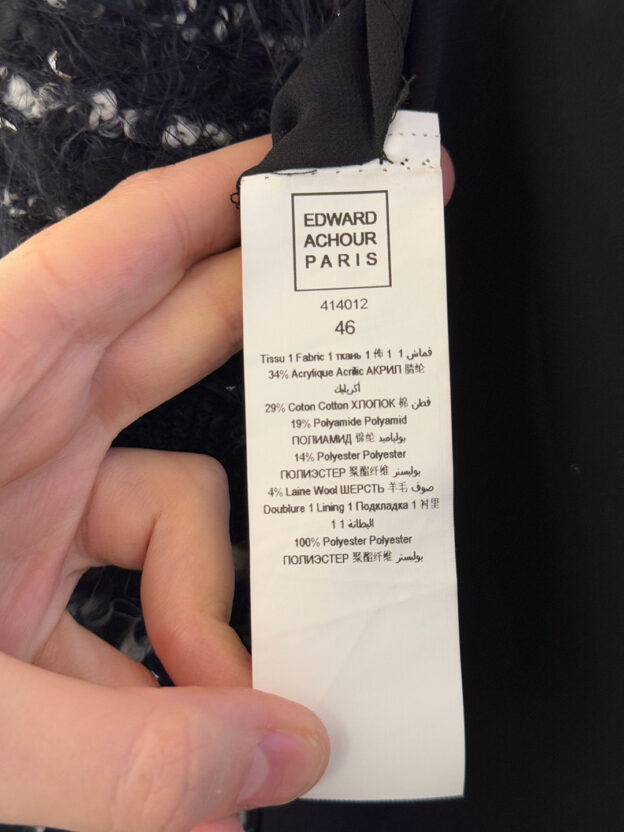 EDWARD
ACHOUR
PARIS
414012
46
Tissu 1 Fabric 1 ткань 1 布 1 1 قماش
34% Acrylique Acrilic АКРИЛ 腈纶
أكريليك
29% Coton Cotton ХЛОПОК 棉 قطن
19% Polyamide Polyamid
ПОЛИАМИД 锦纶 بولياميد
14% Polyester Polyester
ПОЛИЭСТЕР 聚酯纤维 بوليستر
4% Laine Wool ШЕРСТЬ 羊毛 صوف
Doublure 1 Lining 1 Подкладка 1 衬里
1 1 البطانة
100% Polyester Polyester
ПОЛИЭСТЕР 聚酯纤维 بوليستر